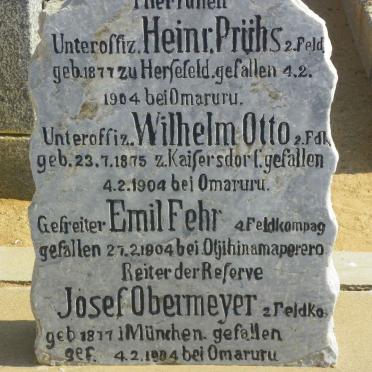 Hier ruhen
Unteroffiz. Heinr. Prühs 2. Feld
geb. 1877 zu Herſefeld. gefallen 4.2.
1904 bei Omaruru.
Unteroffiz. Wilhelm Otto 2. Fdk
geb. 23.7.1875 z. Kaiſersdorf. gefallen
4.2.1904 bei Omaruru.
Gefreiter Emil Fehr 4 Feldkompag
gefallen 27.2.1904 bei Otjihinamaperero
Reiter der Reſerve
Josef Obermeyer 2 Feldko.
geb 1877 i München. gefallen
gef. 4.2.1904 bei Omaruru